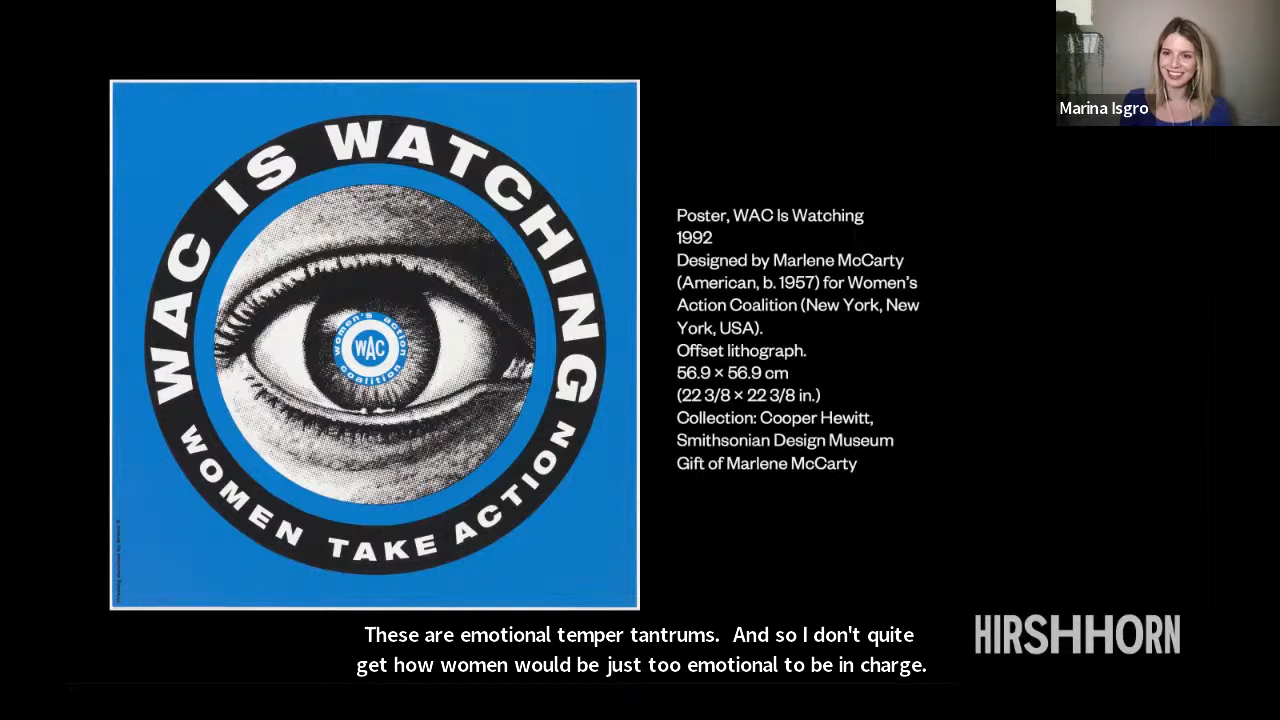 Marina Isgro
WAC IS WATCHING
WOMEN TAKE ACTION
women's action
WAC
coalition
Poster, WAC Is Watching
1992
Designed by Marlene McCarty
(American, b. 1957) for Women's
Action Coalition (New York, New
York, USA).
Offset lithograph.
56.9 × 56.9 cm
(22 3/8 × 22 3/8 in.)
Collection: Cooper Hewitt,
Smithsonian Design Museum
Gift of Marlene McCarty
These are emotional temper tantrums. And so I don't quite
get how women would be just too emotional to be in charge.
HIRSHHORN